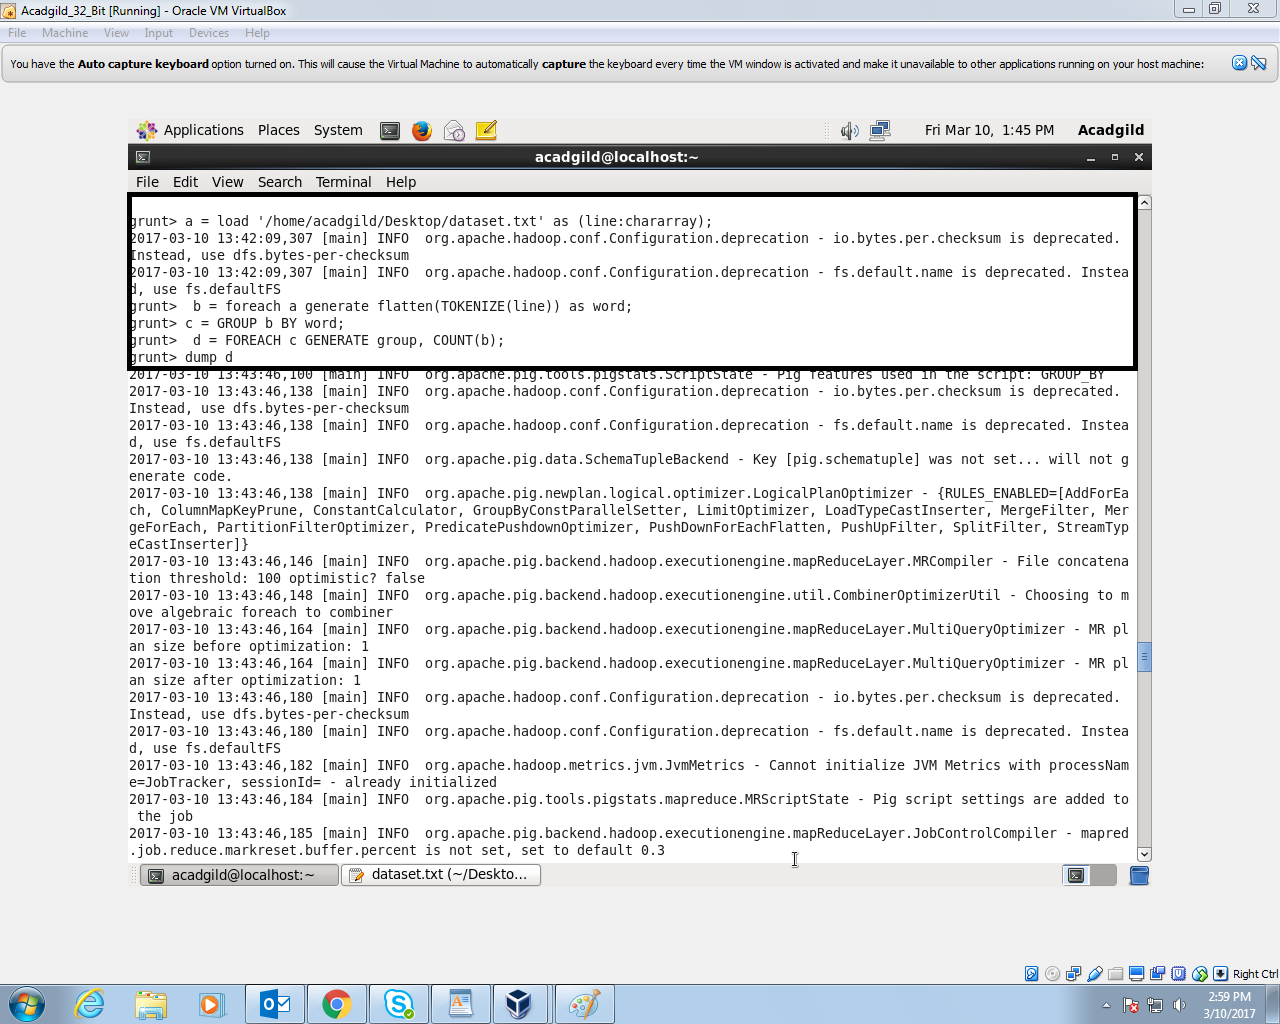 Acadgild_32_Bit [Running] - Oracle VM VirtualBox
File Machine View Input Devices Help
You have the Auto capture keyboard option turned on. This will cause the Virtual Machine to automatically capture the keyboard every time the VM window is activated and make it unavailable to other applications running on your host machine:
Applications Places System Fri Mar 10, 1:45 PM Acadgild
acadgild@localhost:~
File Edit View Search Terminal Help
grunt> a = load '/home/acadgild/Desktop/dataset.txt' as (line:chararray);
2017-03-10 13:42:09,307 [main] INFO  org.apache.hadoop.conf.Configuration.deprecation - io.bytes.per.checksum is deprecated.
Instead, use dfs.bytes-per-checksum
2017-03-10 13:42:09,307 [main] INFO  org.apache.hadoop.conf.Configuration.deprecation - fs.default.name is deprecated. Instea
d, use fs.defaultFS
grunt>  b = foreach a generate flatten(TOKENIZE(line)) as word;
grunt> c = GROUP b BY word;
grunt>  d = FOREACH c GENERATE group, COUNT(b);
grunt> dump d
2017-03-10 13:43:46,100 [main] INFO  org.apache.pig.tools.pigstats.ScriptState - Pig features used in the script: GROUP_BY
2017-03-10 13:43:46,138 [main] INFO  org.apache.hadoop.conf.Configuration.deprecation - io.bytes.per.checksum is deprecated.
Instead, use dfs.bytes-per-checksum
2017-03-10 13:43:46,138 [main] INFO  org.apache.hadoop.conf.Configuration.deprecation - fs.default.name is deprecated. Instea
d, use fs.defaultFS
2017-03-10 13:43:46,138 [main] INFO  org.apache.pig.data.SchemaTupleBackend - Key [pig.schematuple] was not set... will not g
enerate code.
2017-03-10 13:43:46,138 [main] INFO  org.apache.pig.newplan.logical.optimizer.LogicalPlanOptimizer - {RULES_ENABLED=[AddForEa
ch, ColumnMapKeyPrune, ConstantCalculator, GroupByConstParallelSetter, LimitOptimizer, LoadTypeCastInserter, MergeFilter, Mer
geForEach, PartitionFilterOptimizer, PredicatePushdownOptimizer, PushDownForEachFlatten, PushUpFilter, SplitFilter, StreamTyp
eCastInserter]}
2017-03-10 13:43:46,146 [main] INFO  org.apache.pig.backend.hadoop.executionengine.mapReduceLayer.MRCompiler - File concatena
tion threshold: 100 optimistic? false
2017-03-10 13:43:46,148 [main] INFO  org.apache.pig.backend.hadoop.executionengine.util.CombinerOptimizerUtil - Choosing to m
ove algebraic foreach to combiner
2017-03-10 13:43:46,164 [main] INFO  org.apache.pig.backend.hadoop.executionengine.mapReduceLayer.MultiQueryOptimizer - MR pl
an size before optimization: 1
2017-03-10 13:43:46,164 [main] INFO  org.apache.pig.backend.hadoop.executionengine.mapReduceLayer.MultiQueryOptimizer - MR pl
an size after optimization: 1
2017-03-10 13:43:46,180 [main] INFO  org.apache.hadoop.conf.Configuration.deprecation - io.bytes.per.checksum is deprecated.
Instead, use dfs.bytes-per-checksum
2017-03-10 13:43:46,180 [main] INFO  org.apache.hadoop.conf.Configuration.deprecation - fs.default.name is deprecated. Instea
d, use fs.defaultFS
2017-03-10 13:43:46,182 [main] INFO  org.apache.hadoop.metrics.jvm.JvmMetrics - Cannot initialize JVM Metrics with processNam
e=JobTracker, sessionId= - already initialized
2017-03-10 13:43:46,184 [main] INFO  org.apache.pig.tools.pigstats.mapreduce.MRScriptState - Pig script settings are added to
 the job
2017-03-10 13:43:46,185 [main] INFO  org.apache.pig.backend.hadoop.executionengine.mapReduceLayer.JobControlCompiler - mapred
.job.reduce.markreset.buffer.percent is not set, set to default 0.3
acadgild@localhost:~ dataset.txt (~/Deskto...
Right Ctrl
2:59 PM
3/10/2017